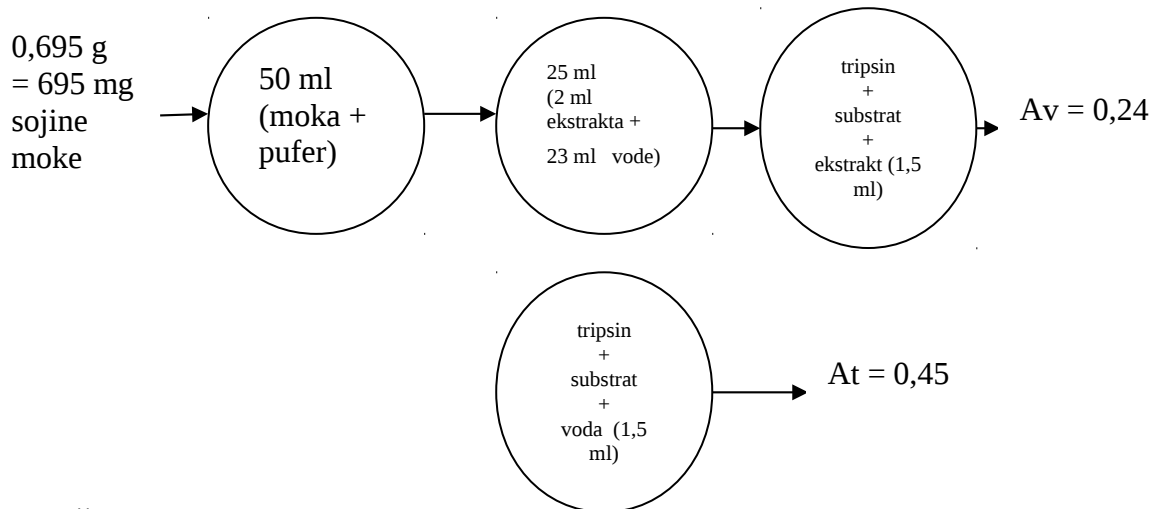 0,695 g
= 695 mg
sojine
moke
50 ml
(moka +
pufer)
25 ml
(2 ml
ekstrakta +
23 ml vode)
tripsin
+
substrat
+
ekstrakt (1,5
ml)
Av = 0,24
tripsin
+
substrat
+
voda (1,5
ml)
At = 0,45